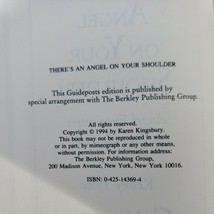 THERE'S AN ANGEL ON YOUR SHOULDER
This Guideposts edition is published by
special arrangement with The Berkley Publishing Group.
All rights reserved.
Copyright © 1994 by Karen Kingsbury.
This book may not be reproduced in whole
or in part, by mimeograph or any other means,
without permission. For information address:
The Berkley Publishing Group,
200 Madison Avenue, New York, New York 10016.
ISBN: 0-425-14369-4